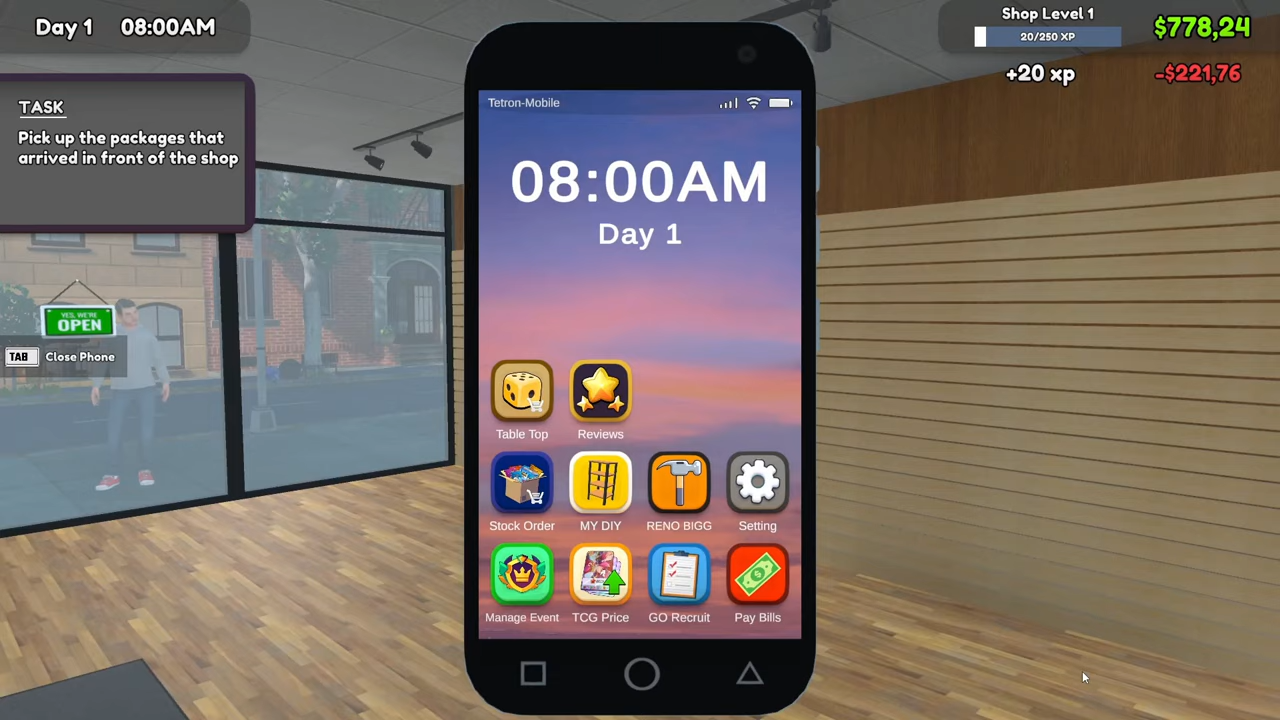 Day 1 08:00AM
Shop Level 1
$778,24
20/250 XP
+20 xp
-$221,76
TASK
Pick up the packages that
arrived in front of the shop
YES, WE'RE
OPEN
TAB Close Phone
Tetron-Mobile
08:00AM
Day 1
Table Top
Reviews
Stock Order
MY DIY
RENO BIGG
Setting
Manage Event
TCG Price
GO Recruit
Pay Bills